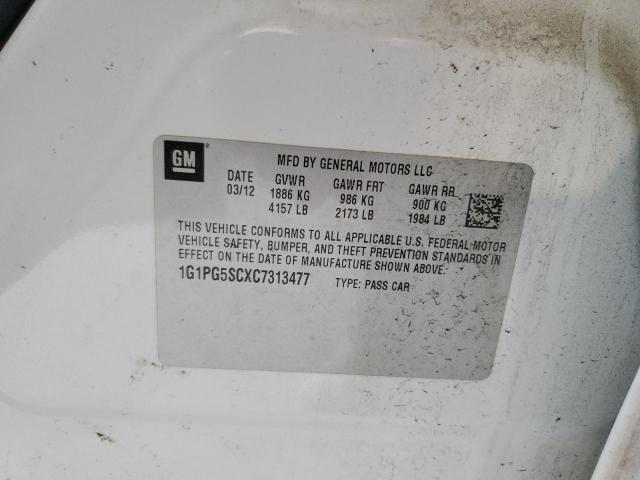 GM
MFD BY GENERAL MOTORS LLC
DATE GVWR GAWR FRT GAWR RR
03/12 1886 KG 986 KG 900 KG
4157 LB 2173 LB 1984 LB
THIS VEHICLE CONFORMS TO ALL APPLICABLE U.S. FEDERAL MOTOR
VEHICLE SAFETY, BUMPER, AND THEFT PREVENTION STANDARDS
IN EFFECT ON THE DATE OF MANUFACTURE SHOWN ABOVE.
1G1PG5SCXC7313477 TYPE: PASS CAR